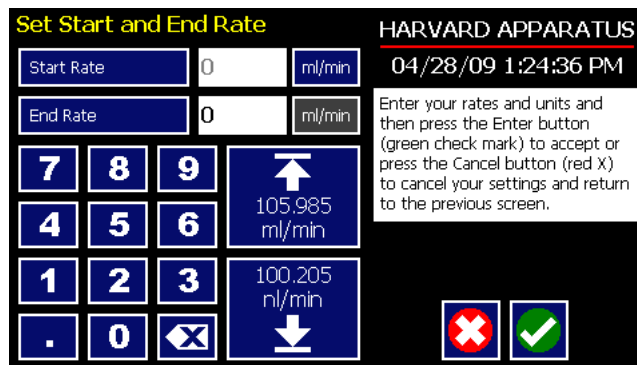 Set Start and End Rate
HARVARD APPARATUS
04/28/09 1:24:36 PM
Start Rate 0 ml/min
End Rate 0 ml/min
Enter your rates and units and
then press the Enter button
(green check mark) to accept or
press the Cancel button (red X)
to cancel your settings and return
to the previous screen.
7 8 9
4 5 6
105.985
ml/min
1 2 3
. 0
100.205
nl/min